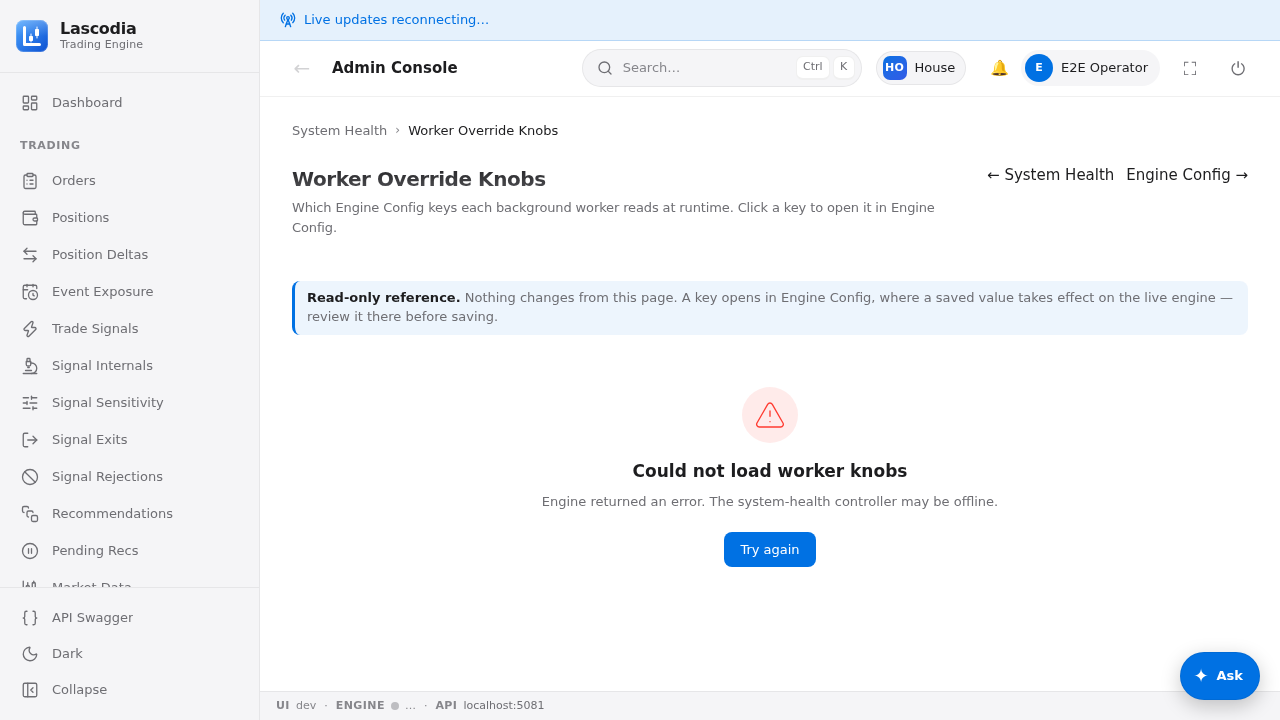 Lascodia
Trading Engine
Dashboard
TRADING
Orders
Positions
Position Deltas
Event Exposure
Trade Signals
Signal Internals
Signal Sensitivity
Signal Exits
Signal Rejections
Recommendations
Pending Recs
Market Data
API Swagger
Dark
Collapse
Live updates reconnecting…
← Admin Console
Search… Ctrl K
HO House
E E2E Operator
System Health › Worker Override Knobs
Worker Override Knobs
← System Health Engine Config →
Which Engine Config keys each background worker reads at runtime. Click a key to open it in Engine
Config.
Read-only reference. Nothing changes from this page. A key opens in Engine Config, where a saved value takes effect on the live engine —
review it there before saving.
Could not load worker knobs
Engine returned an error. The system-health controller may be offline.
Try again
Ask
UI dev · ENGINE … · API localhost:5081